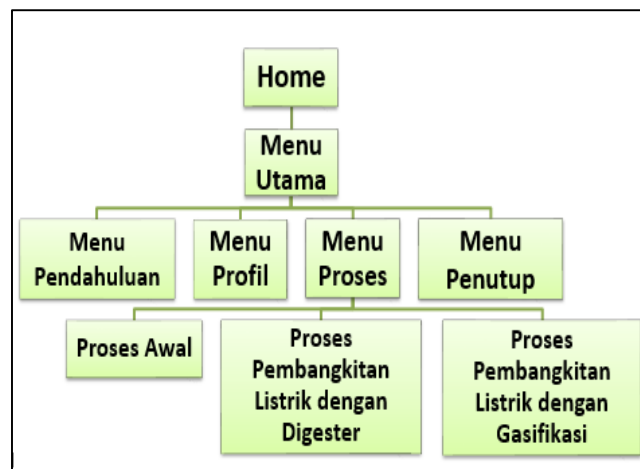 Home
Menu
Utama
Menu
Pendahuluan
Menu
Profil
Menu
Proses
Menu
Penutup
Proses Awal
Proses
Pembangkitan
Listrik dengan
Digester
Proses
Pembangkitan
Listrik dengan
Gasifikasi